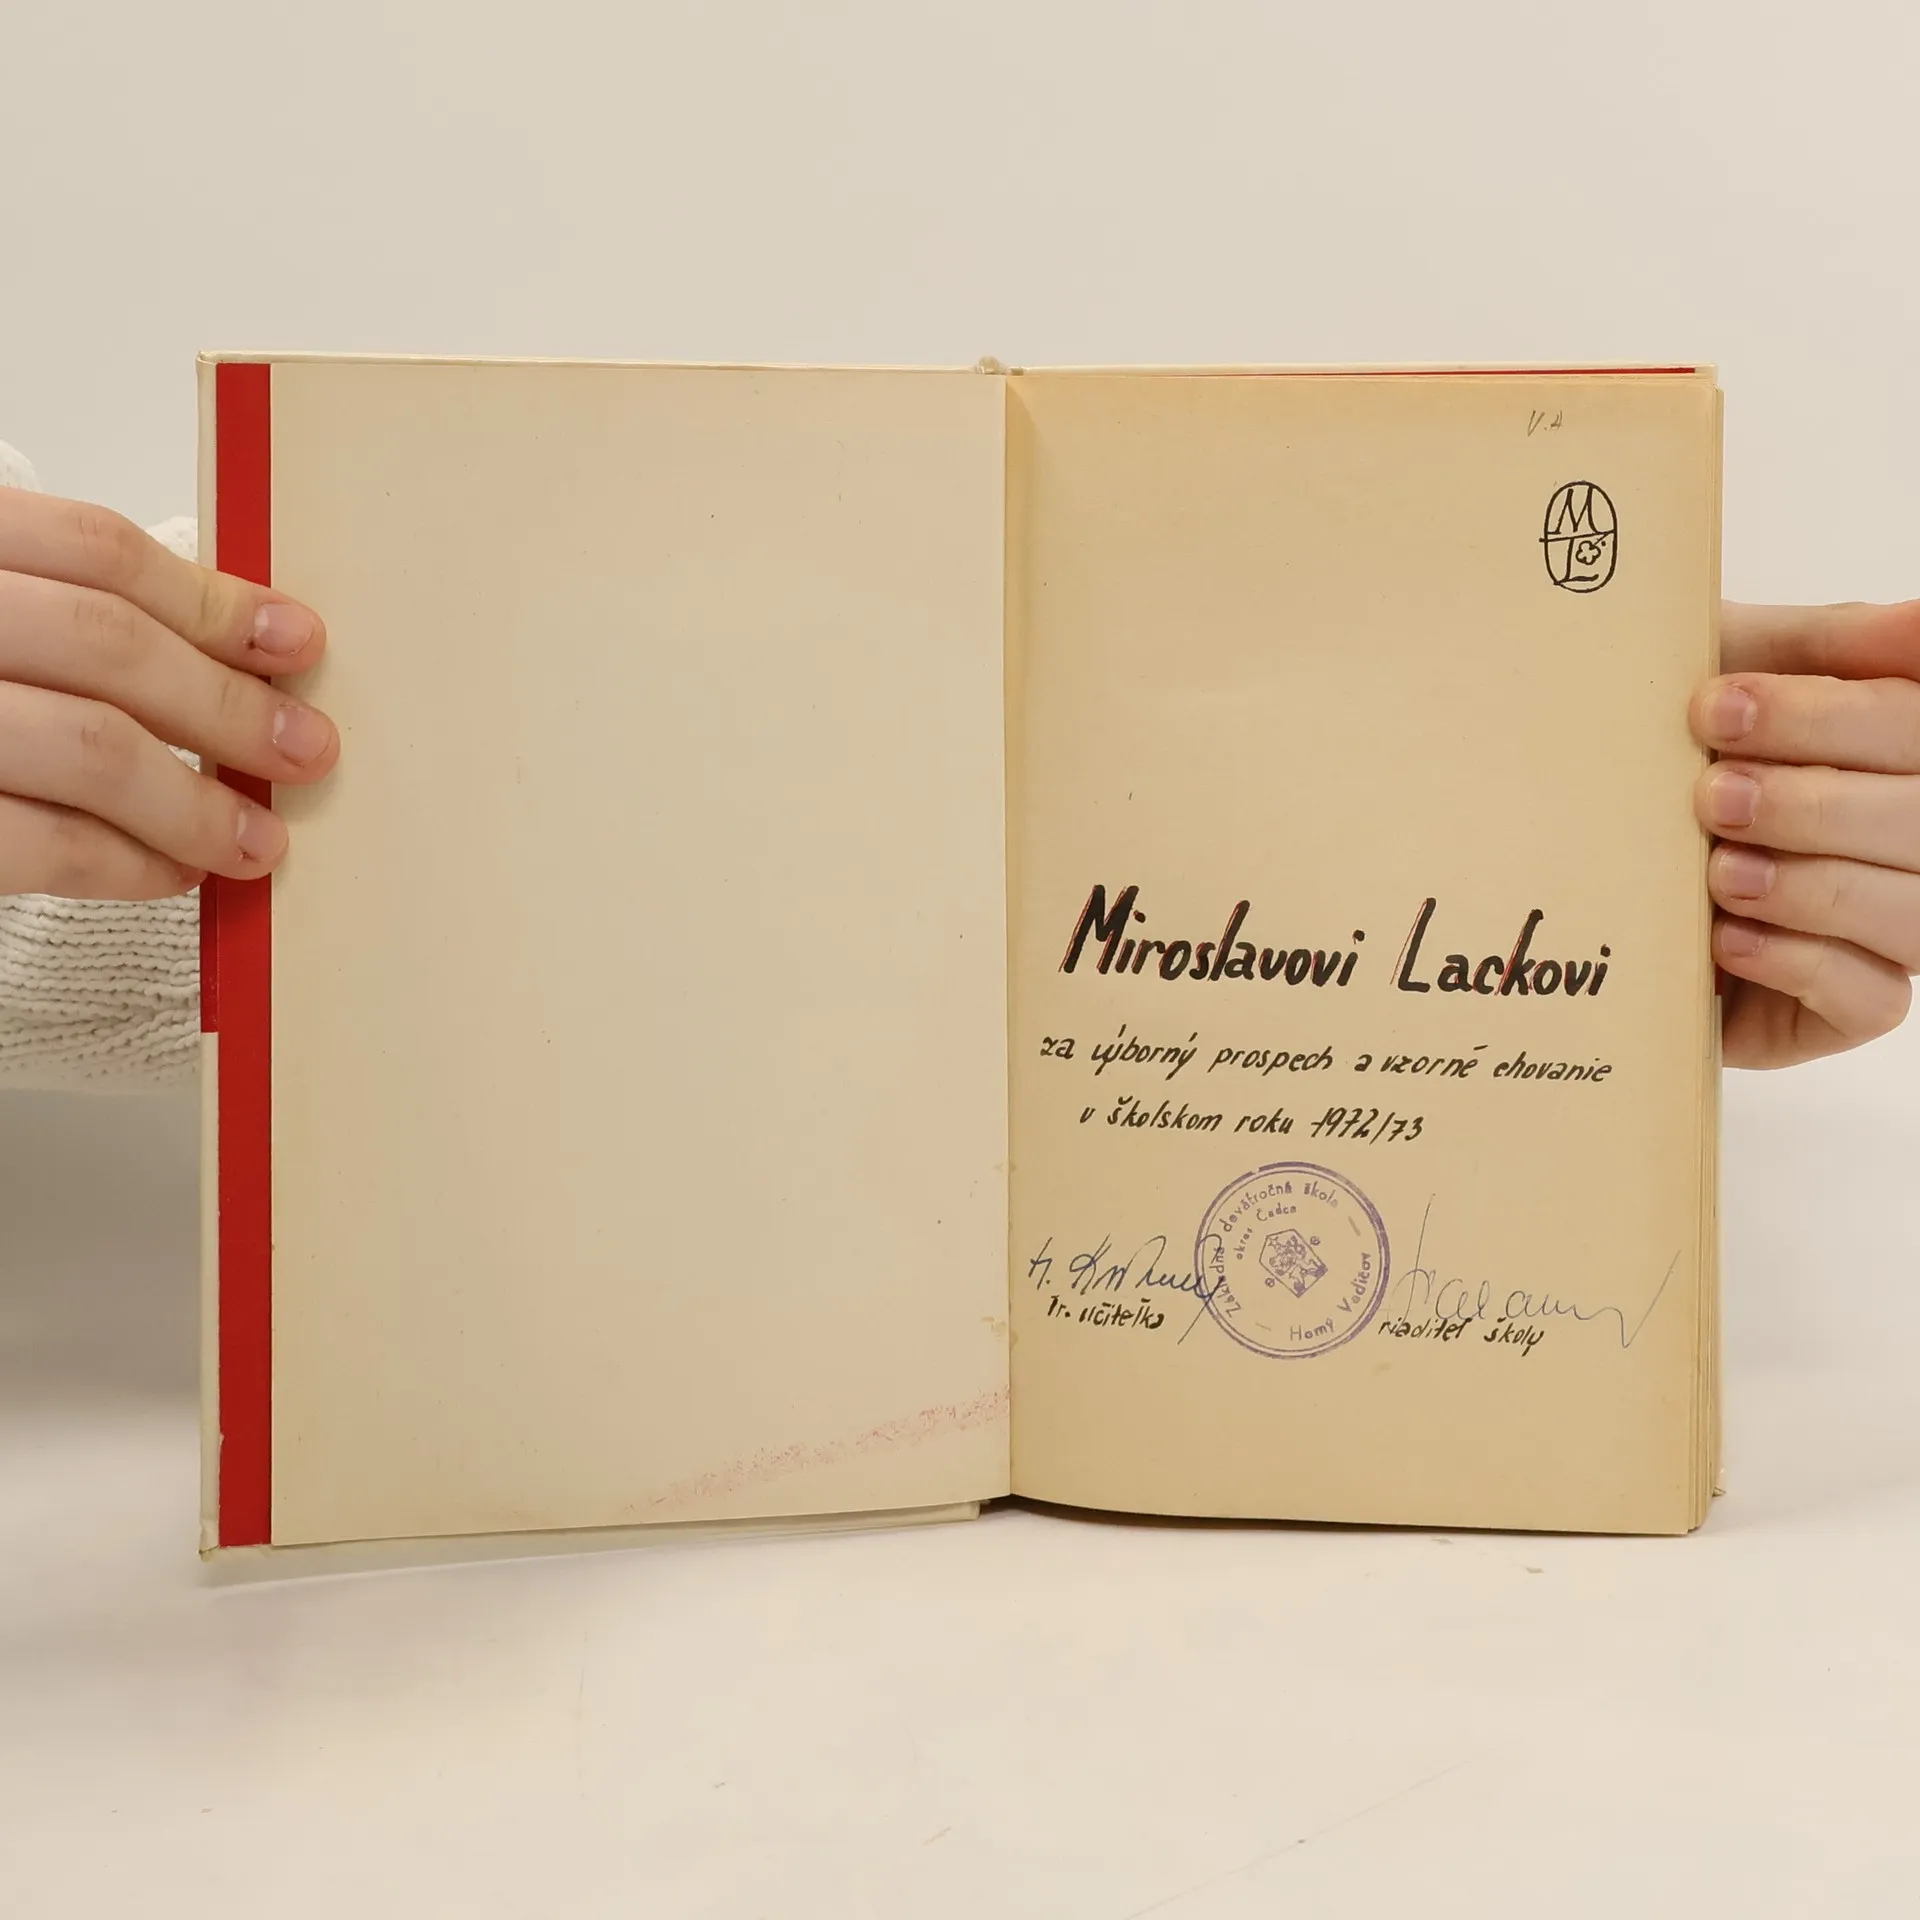 V.A
M
L
Miroslavovi Lackovi
za výborný prospech a vzorné chovanie
v školskom roku 1972/73
Základná deväťročná škola
okres Čadca
Horný Vadičov
tr. učiteľka
riaditeľ školy